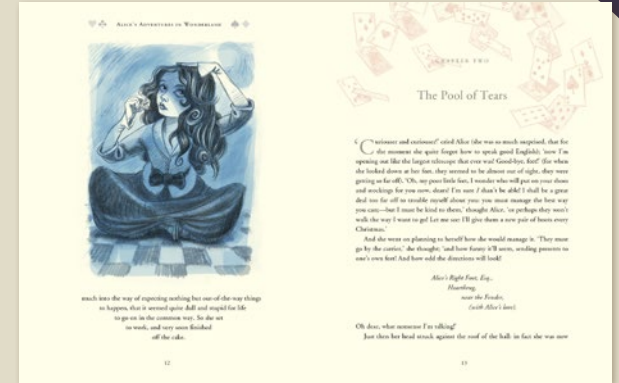 Alice's Adventures in Wonderland
much into the way of expecting nothing but out-of-the-way things
to happen, that it seemed quite dull and stupid for life
to go on in the common way. So she set
to work, and very soon finished
off the cake.
12
CHAPTER TWO
The Pool of Tears
'Curiouser and curiouser!' cried Alice (she was so much surprised, that for
the moment she quite forgot how to speak good English); 'now I'm
opening out like the largest telescope that ever was! Good-bye, feet!' (for when
she looked down at her feet, they seemed to be almost out of sight, they were
getting so far off). 'Oh, my poor little feet, I wonder who will put on your shoes
and stockings for you now, dears? I'm sure I shan't be able! I shall be a great
deal too far off to trouble myself about you: you must manage the best way
you can;—but I must be kind to them,' thought Alice, 'or perhaps they won't
walk the way I want to go! Let me see: I'll give them a new pair of boots every
Christmas.'
And she went on planning to herself how she would manage it. 'They must
go by the carrier,' she thought; 'and how funny it'll seem, sending presents to
one's own feet! And how odd the directions will look!
Alice's Right Foot, Esq.,
Hearthrug,
near the Fender,
(with Alice's love).
Oh dear, what nonsense I'm talking!'
Just then her head struck against the roof of the hall: in fact she was now
13